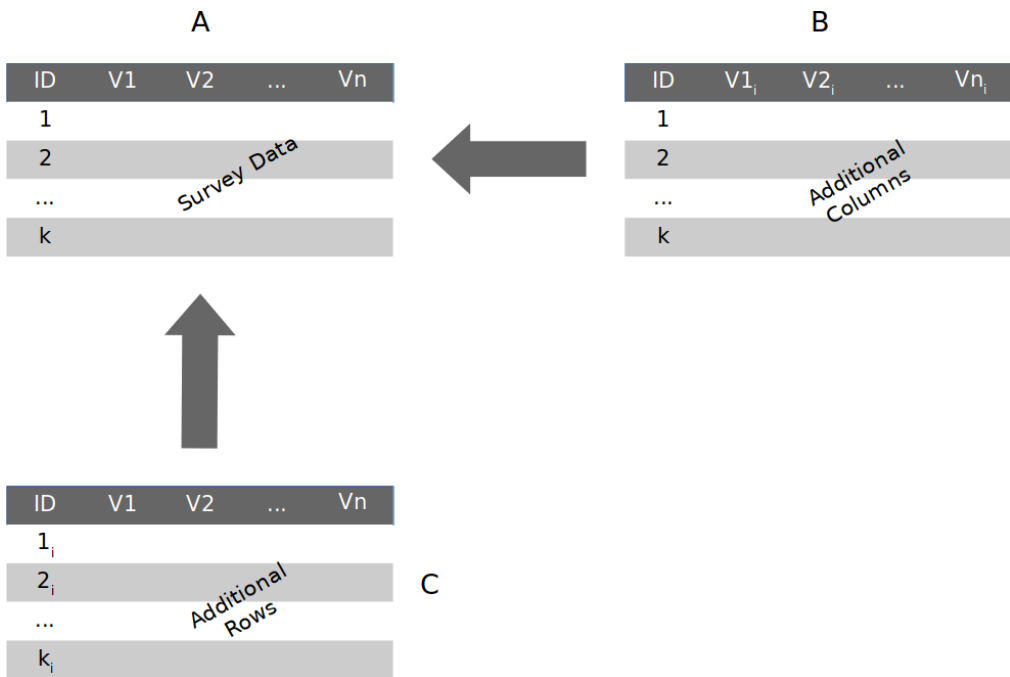 A
B
ID V1 V2 ... Vn
1
2
...
k
Survey Data
ID V1i V2i ... Vni
1
2
...
k
Additional
Columns
ID V1 V2 ... Vn
1i
2i
...
ki
Additional
Rows
C